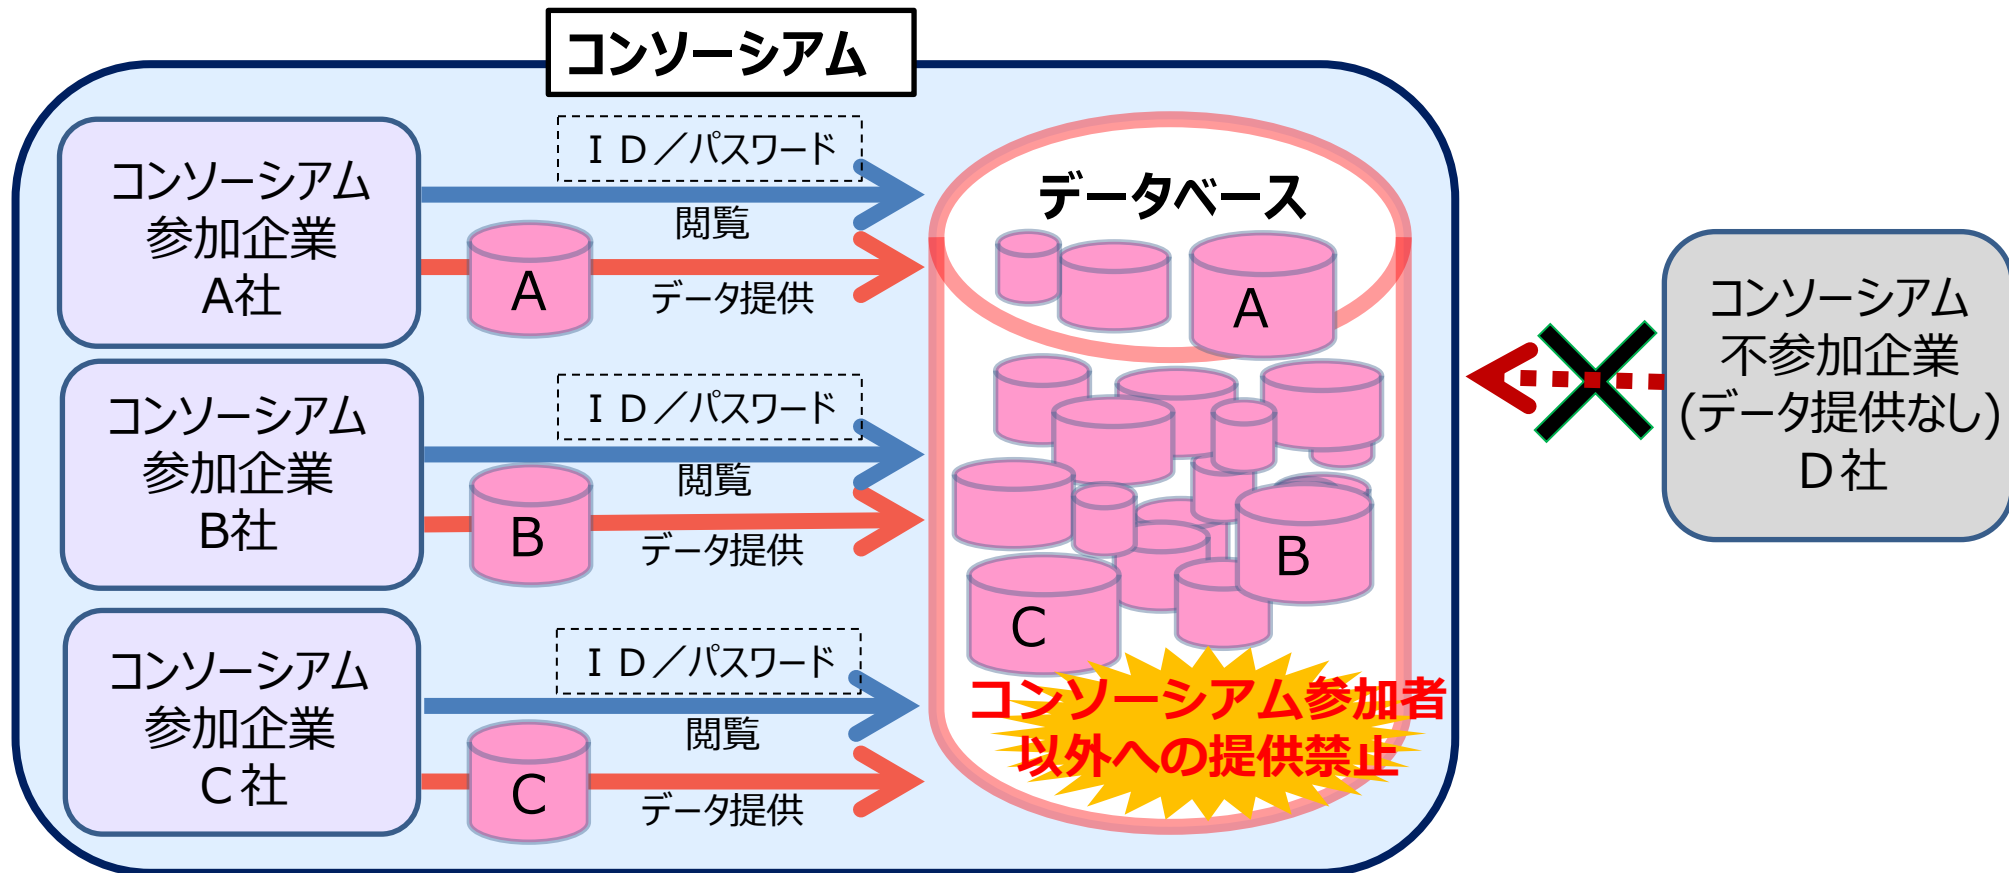 コンソーシアム
コンソーシアム
参加企業
A社
ＩＤ／パスワード
閲覧
A
データ提供
コンソーシアム
参加企業
B社
ＩＤ／パスワード
閲覧
B
データ提供
コンソーシアム
参加企業
Ｃ社
ＩＤ／パスワード
閲覧
C
データ提供
データベース
A
B
C
コンソーシアム参加者
以外への提供禁止
コンソーシアム
不参加企業
(データ提供なし)
Ｄ社